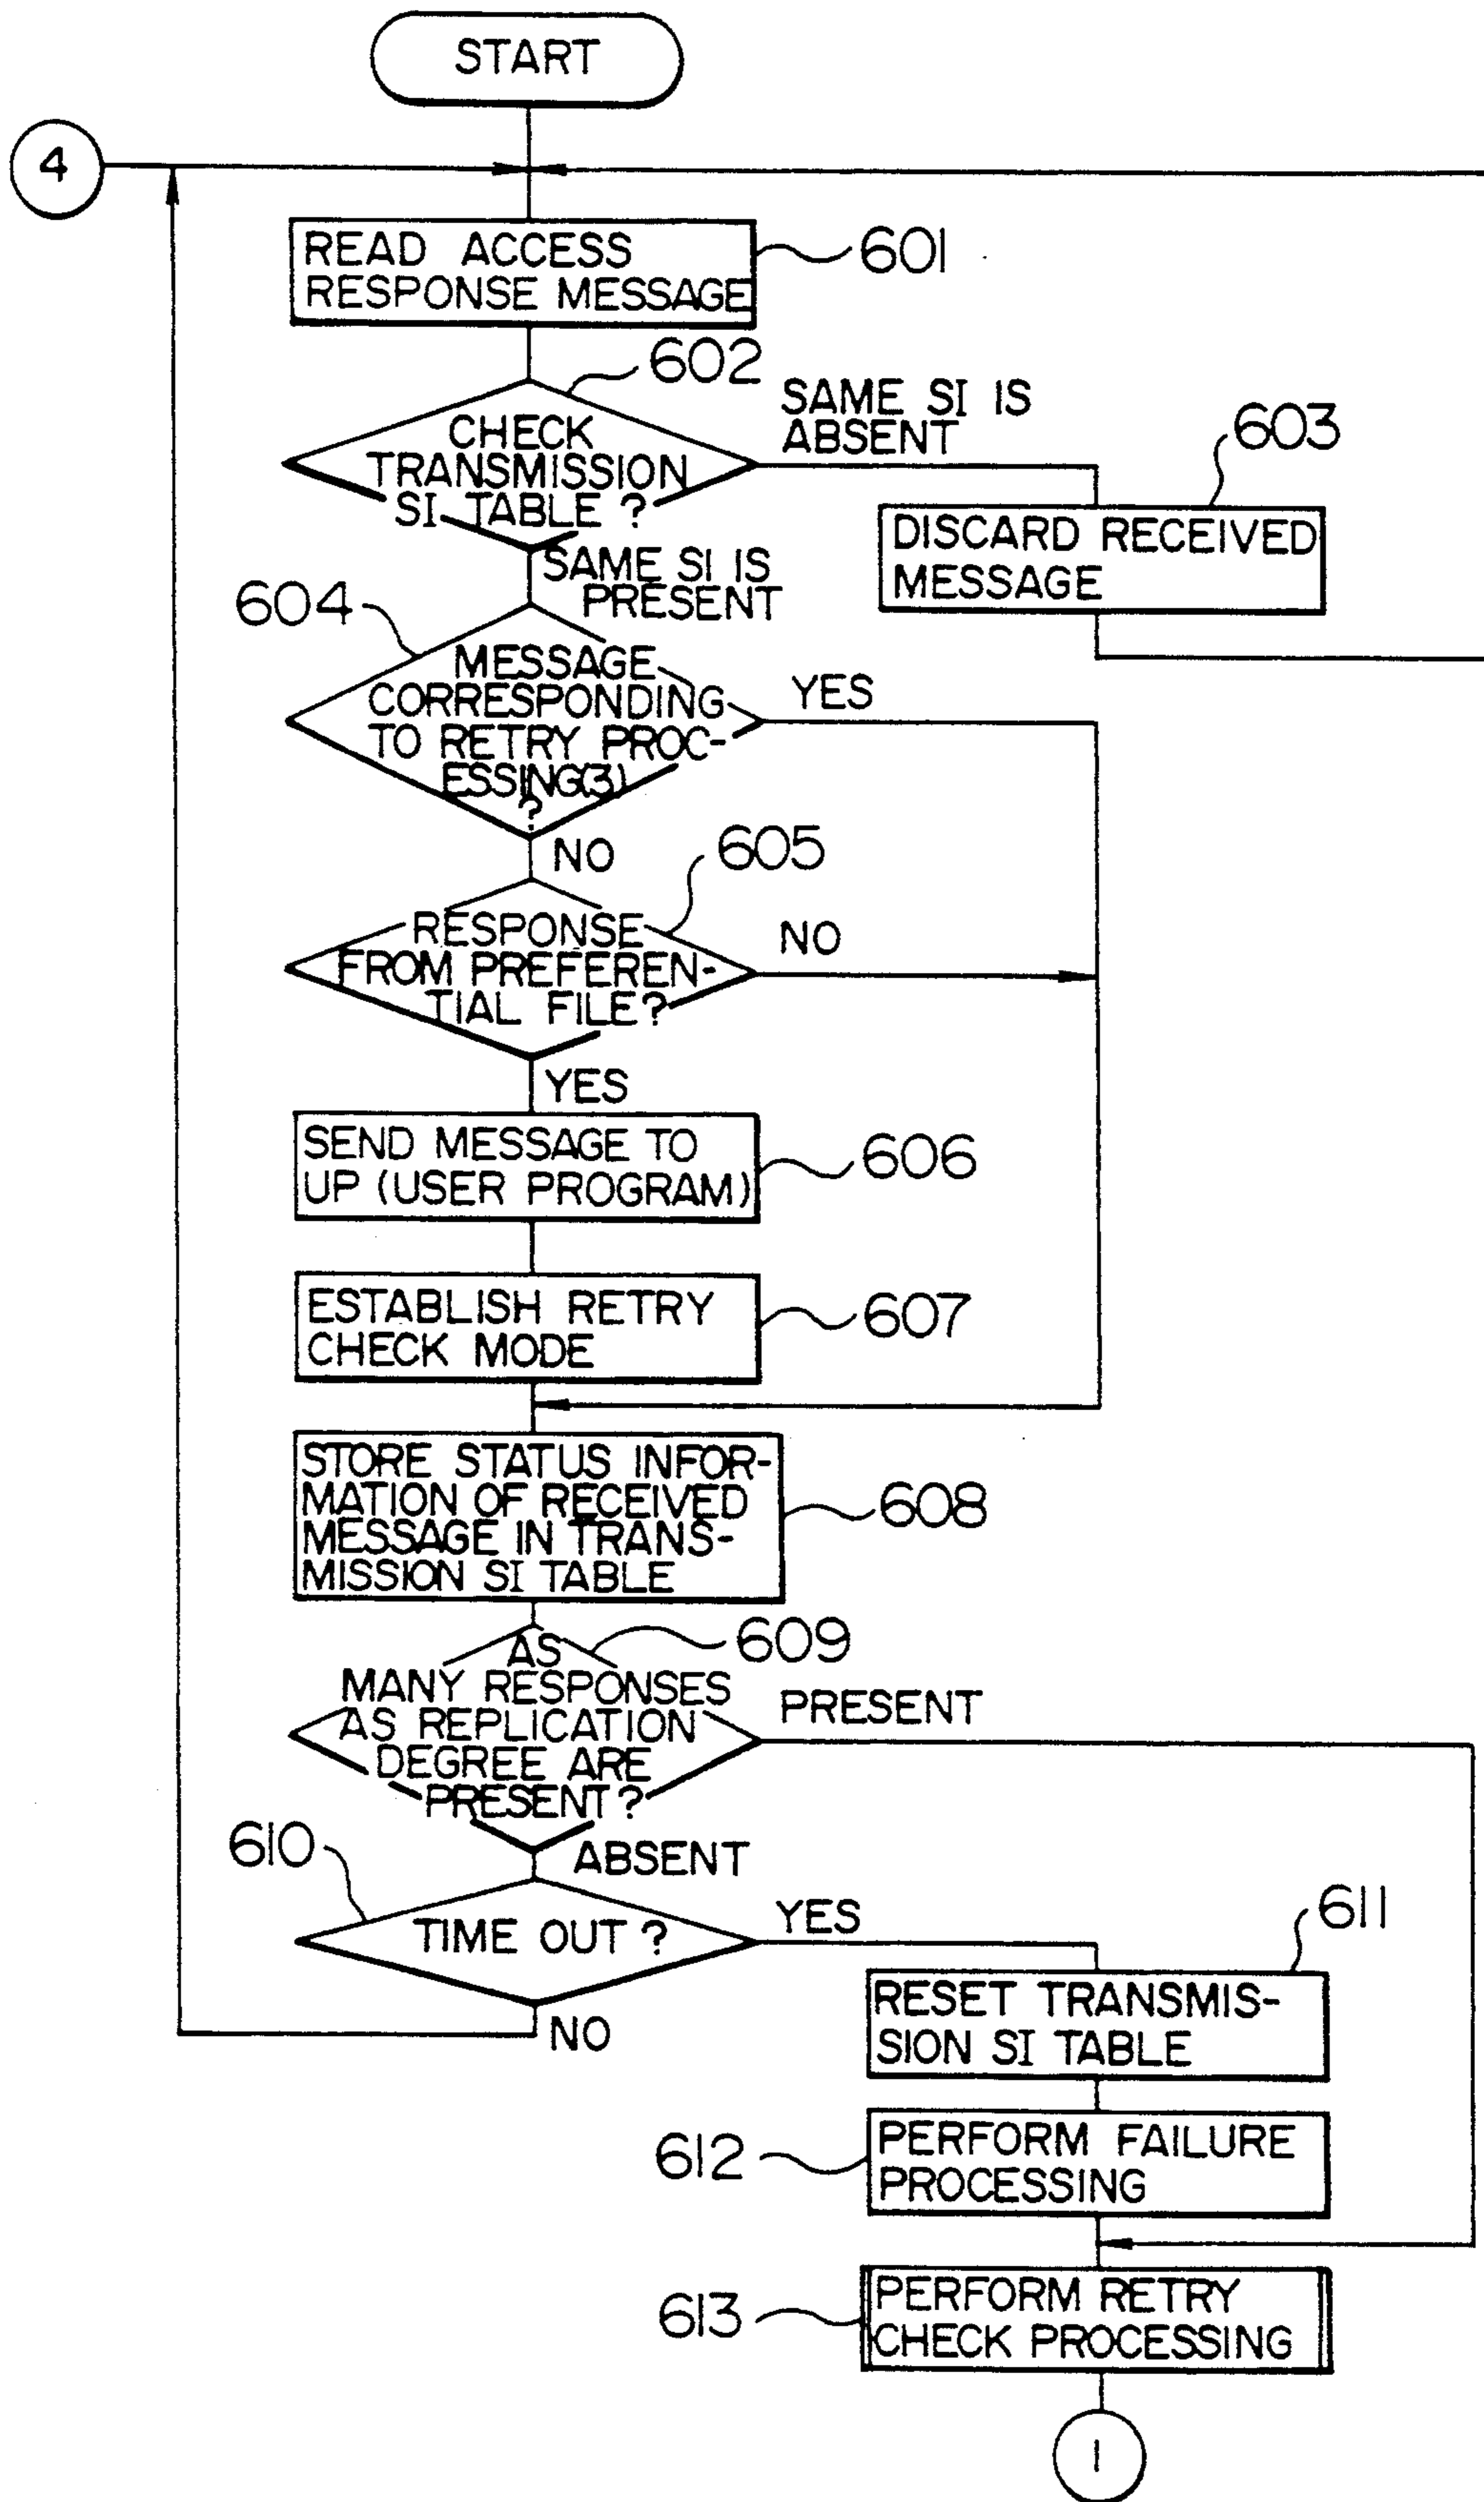 START
4
READ ACCESS
RESPONSE MESSAGE
601
602
CHECK
TRANSMISSION
SI TABLE ?
SAME SI IS
ABSENT
603
DISCARD RECEIVED
MESSAGE
SAME SI IS
PRESENT
604
MESSAGE
CORRESPONDING
TO RETRY PROC-
ESSING(3)
?
YES
NO
605
RESPONSE
FROM PREFEREN-
TIAL FILE?
NO
YES
SEND MESSAGE TO
UP (USER PROGRAM)
606
ESTABLISH RETRY
CHECK MODE
607
STORE STATUS INFOR-
MATION OF RECEIVED
MESSAGE IN TRANS-
MISSION SI TABLE
608
609
AS
MANY RESPONSES
AS REPLICATION
DEGREE ARE
PRESENT?
PRESENT
ABSENT
610
TIME OUT ?
YES
NO
611
RESET TRANSMIS-
SION SI TABLE
612
PERFORM FAILURE
PROCESSING
613
PERFORM RETRY
CHECK PROCESSING
1